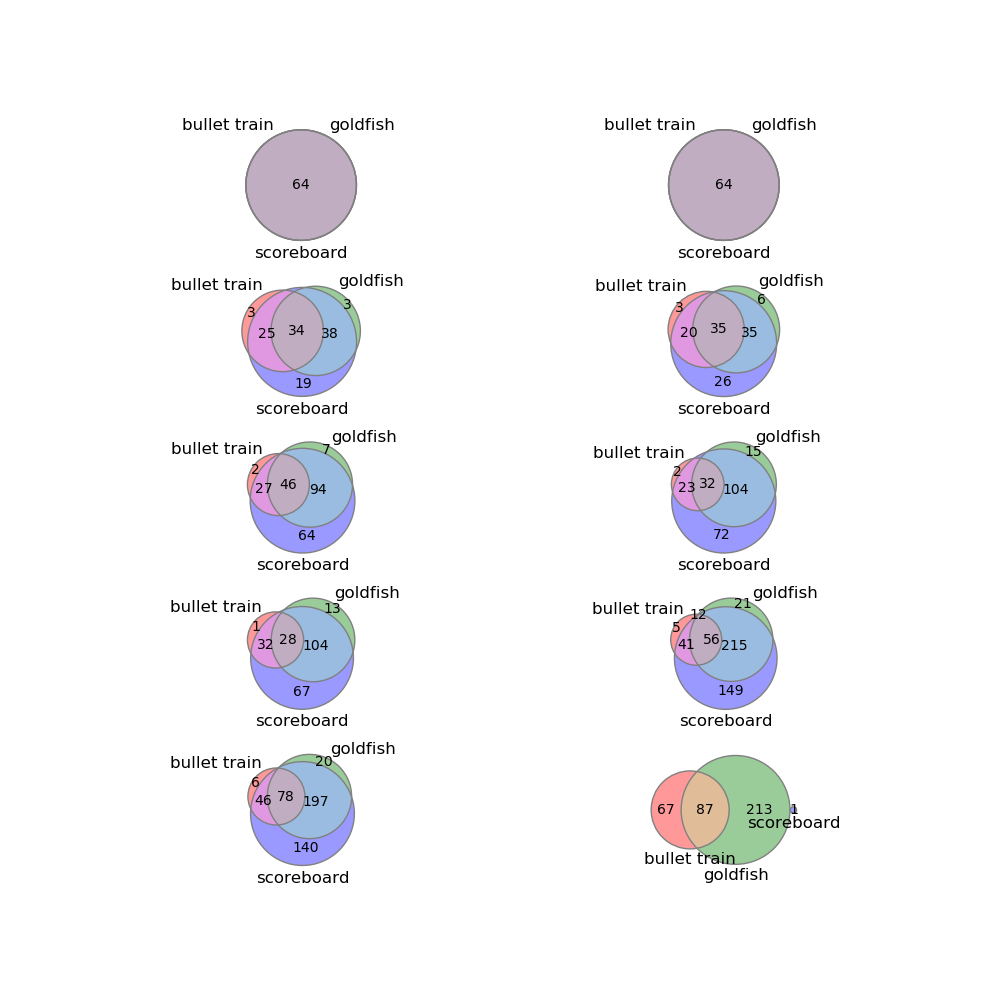 bullet train goldfish
64
scoreboard
bullet train goldfish
64
scoreboard
bullet train goldfish
3 3
25 34 38
19
scoreboard
bullet train goldfish
3 6
20 35 35
26
scoreboard
bullet train goldfish
2 7
27 46 94
64
scoreboard
bullet train goldfish
2 15
23 32 104
72
scoreboard
bullet train goldfish
1 13
32 28 104
67
scoreboard
bullet train goldfish
5 12 21
41 56 215
149
scoreboard
bullet train goldfish
6 20
46 78 197
140
scoreboard
67 87 213 1
scoreboard
bullet train
goldfish